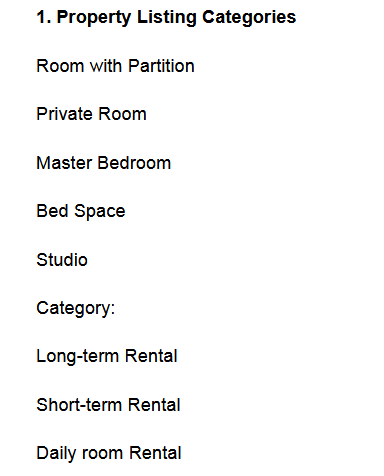 1. Property Listing Categories
Room with Partition
Private Room
Master Bedroom
Bed Space
Studio
Category:
Long-term Rental
Short-term Rental
Daily room Rental